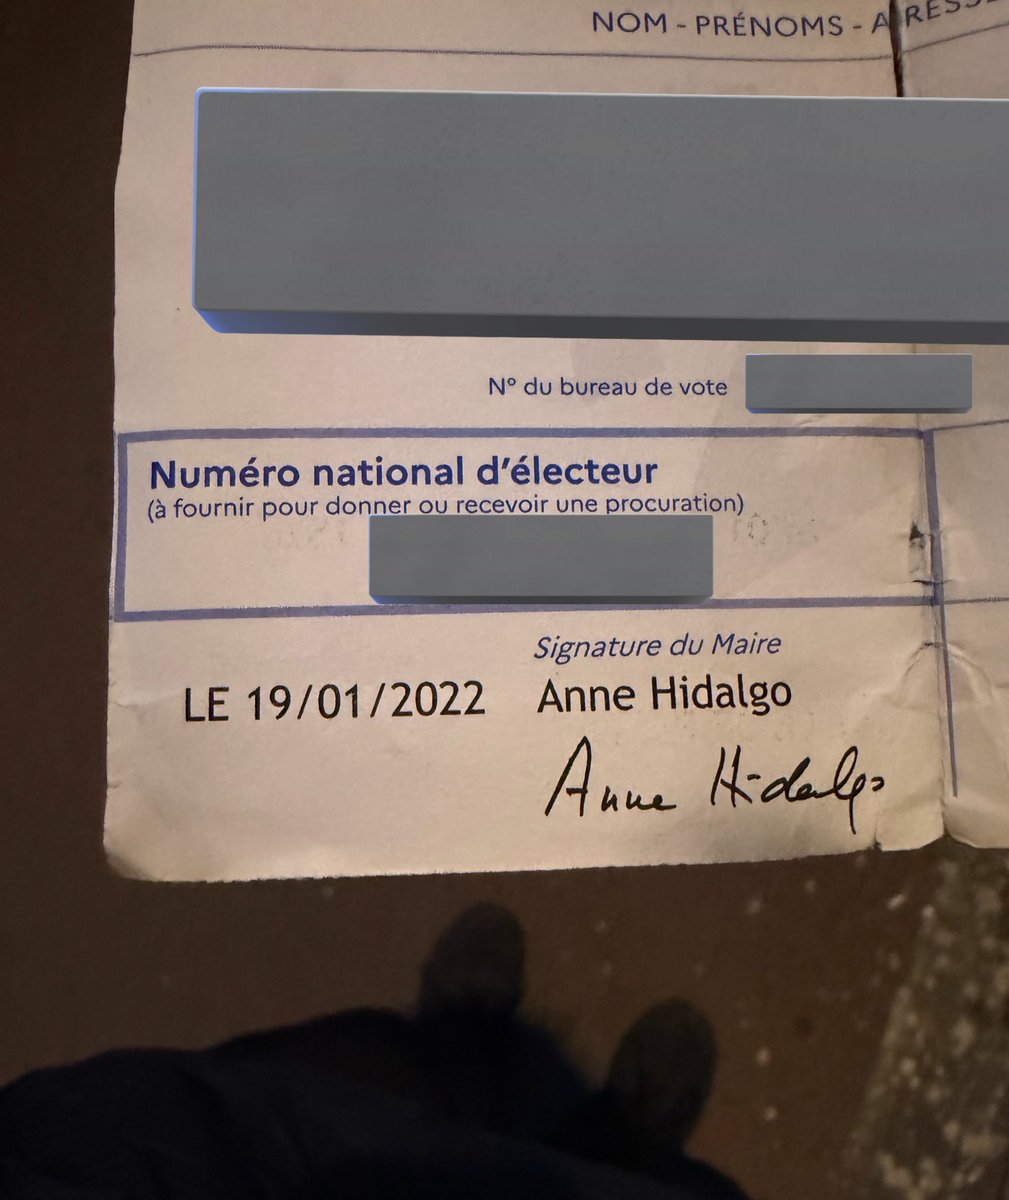 NOM - PRÉNOMS - ADRESSE
N° du bureau de vote
Numéro national d'électeur
(à fournir pour donner ou recevoir une procuration)
Signature du Maire
LE 19/01/2022 Anne Hidalgo
Anne Hidalgo